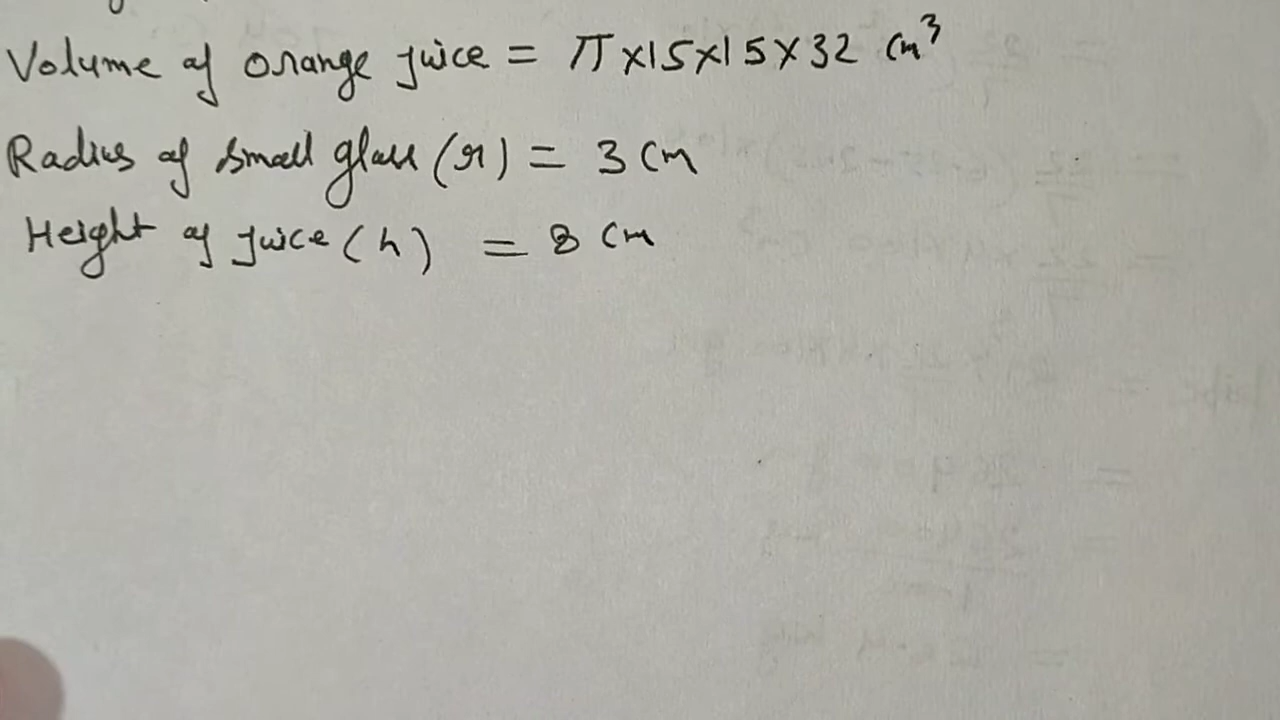 Volume of orange juice = π×15×15×32 cm³
Radius of small glass (r) = 3 cm
Height of juice (h) = 8 cm